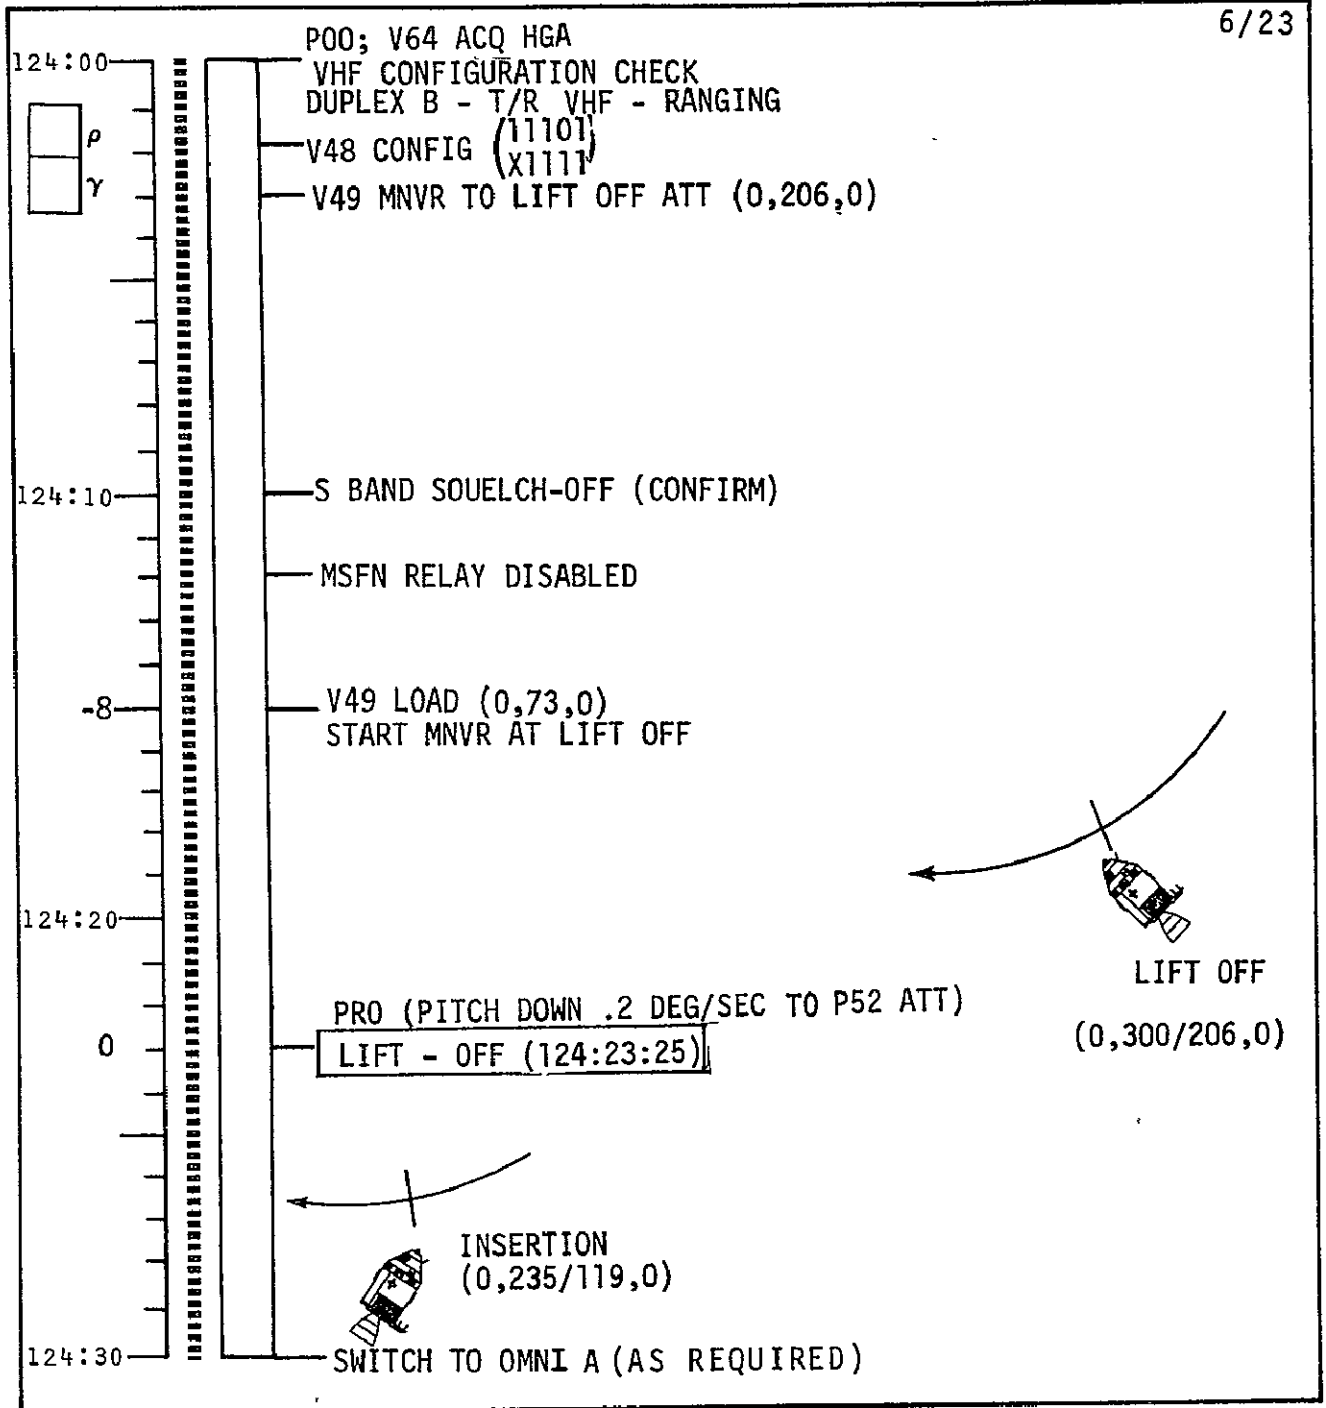 6/23
P00; V64 ACQ HGA
124:00
VHF CONFIGURATION CHECK
DUPLEX B - T/R VHF - RANGING
ρ
V48 CONFIG (11101
X1111)
γ
V49 MNVR TO LIFT OFF ATT (0,206,0)
124:10
S BAND SOUELCH-OFF (CONFIRM)
MSFN RELAY DISABLED
-8
V49 LOAD (0,73,0)
START MNVR AT LIFT OFF
124:20
LIFT OFF
(0,300/206,0)
PRO (PITCH DOWN .2 DEG/SEC TO P52 ATT)
0
LIFT - OFF (124:23:25)
INSERTION
(0,235/119,0)
124:30
SWITCH TO OMNI A (AS REQUIRED)